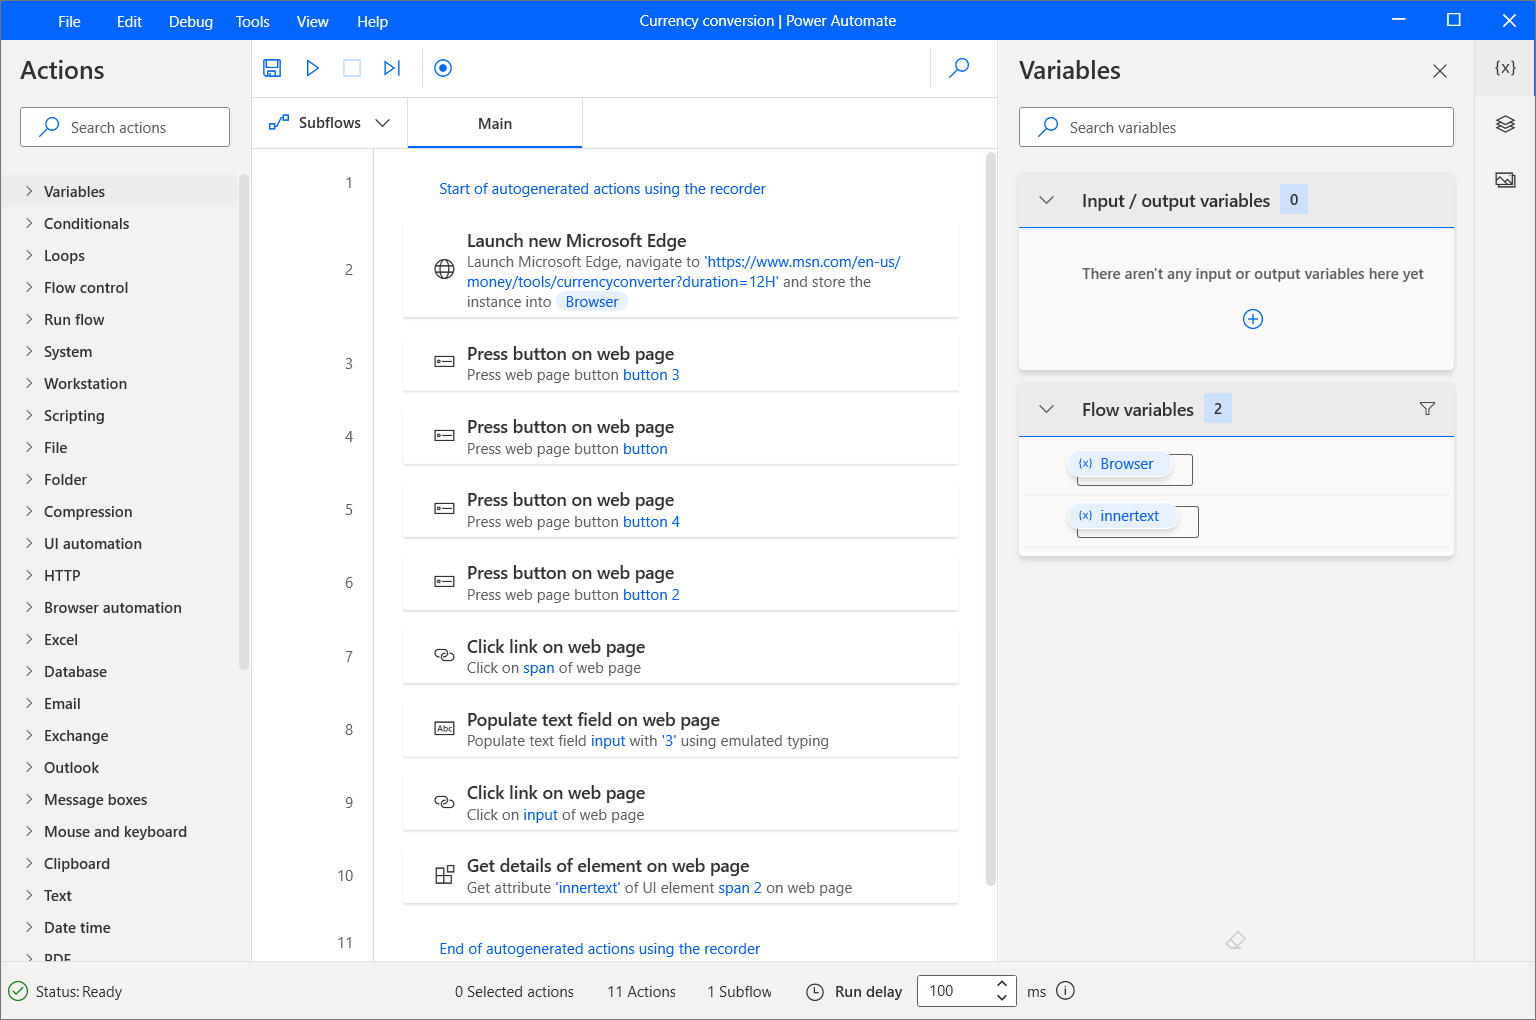 File Edit Debug Tools View Help
Currency conversion | Power Automate
Actions
Search actions
Variables
Conditionals
Loops
Flow control
Run flow
System
Workstation
Scripting
File
Folder
Compression
UI automation
HTTP
Browser automation
Excel
Database
Email
Exchange
Outlook
Message boxes
Mouse and keyboard
Clipboard
Text
Date time
PDF
Subflows
Main
1
Start of autogenerated actions using the recorder
2
Launch new Microsoft Edge
Launch Microsoft Edge, navigate to 'https://www.msn.com/en-us/
money/tools/currencyconverter?duration=12H' and store the
instance into Browser
3
Press button on web page
Press web page button button 3
4
Press button on web page
Press web page button button
5
Press button on web page
Press web page button button 4
6
Press button on web page
Press web page button button 2
7
Click link on web page
Click on span of web page
8
Abc
Populate text field on web page
Populate text field input with '3' using emulated typing
9
Click link on web page
Click on input of web page
10
Get details of element on web page
Get attribute 'innertext' of UI element span 2 on web page
11
End of autogenerated actions using the recorder
Variables
{x}
Search variables
Input / output variables 0
There aren't any input or output variables here yet
Flow variables 2
{x} Browser
{x} innertext
Status: Ready
0 Selected actions
11 Actions
1 Subflow
Run delay
100
ms